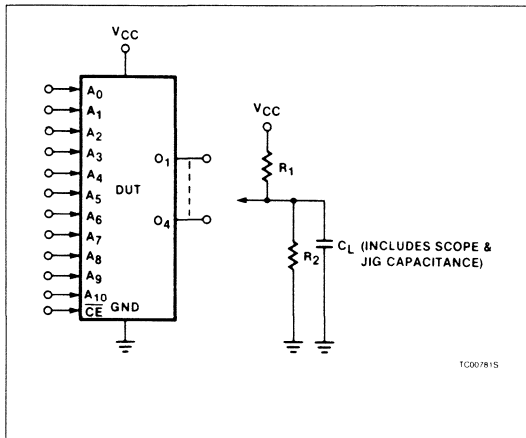 VCC
A0
A1
A2
A3
A4
A5
A6
A7
A8
A9
A10
CE
GND
DUT
O1
O4
VCC
R1
R2
CL (INCLUDES SCOPE &
JIG CAPACITANCE)
TC00781S